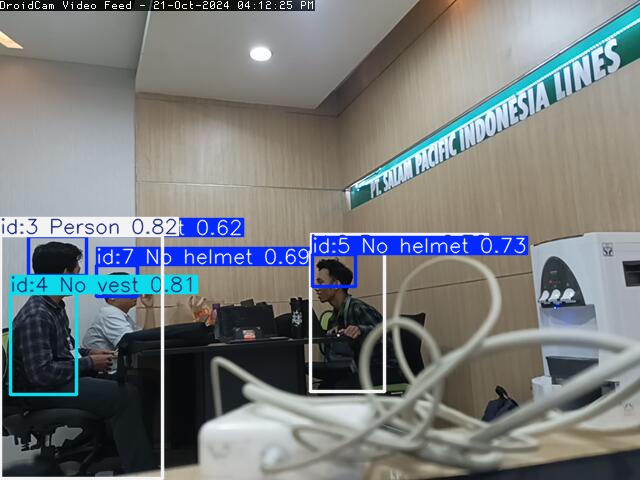 DroidCam Video Feed - 21-Oct-2024 04:12:25 PM
PT. SALAM PACIFIC INDONESIA LINES
id:3 Person 0.82
t 0.62
id:7 No helmet 0.69
id:5 No helmet 0.73
id:4 No vest 0.81